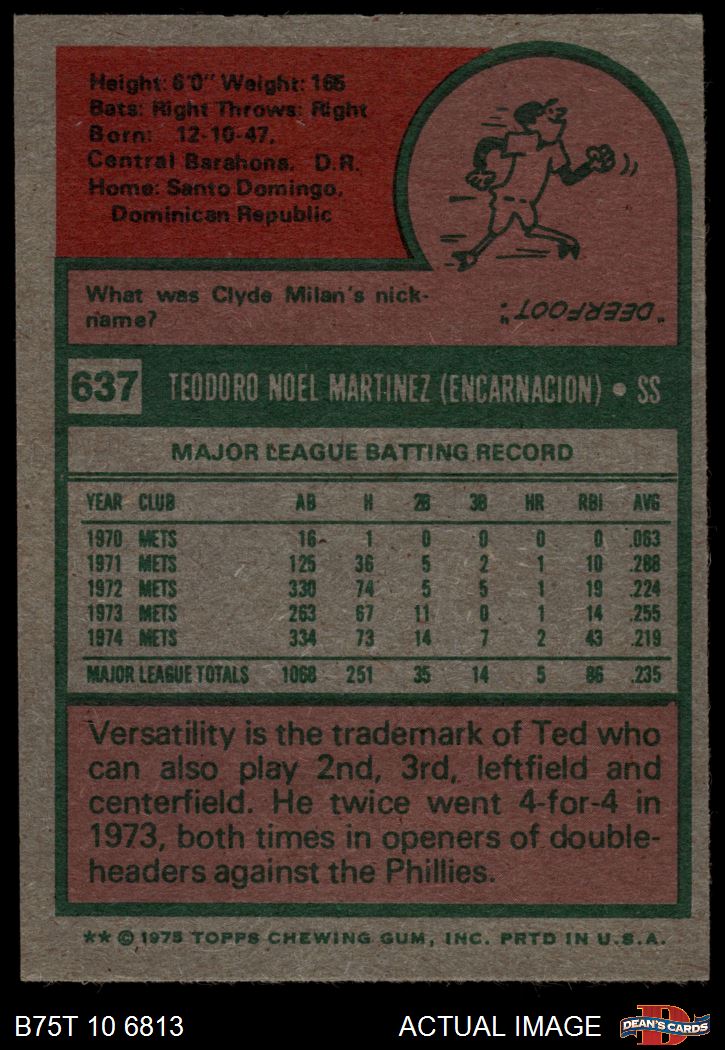 Height: 6'0" Weight: 165
Bats: Right Throws: Right
Born: 12-10-47,
Central Barahona, D.R.
Home: Santo Domingo,
Dominican Republic
What was Clyde Milan's nick-
name?
"DEERFOOT."
637 TEODORO NOEL MARTINEZ (ENCARNACION) • SS
MAJOR LEAGUE BATTING RECORD
YEAR CLUB AB H 2B 3B HR RBI AVG
1970 METS 16 1 0 0 0 0 .063
1971 METS 125 36 5 2 1 10 .288
1972 METS 330 74 5 5 1 19 .224
1973 METS 263 67 11 0 1 14 .255
1974 METS 334 73 14 7 2 43 .219
MAJOR LEAGUE TOTALS 1068 251 35 14 5 86 .235
Versatility is the trademark of Ted who
can also play 2nd, 3rd, leftfield and
centerfield. He twice went 4-for-4 in
1973, both times in openers of double-
headers against the Phillies.
** © 1975 TOPPS CHEWING GUM, INC. PRTD IN U.S.A.
B75T 10 6813 ACTUAL IMAGE DEAN'S CARDS